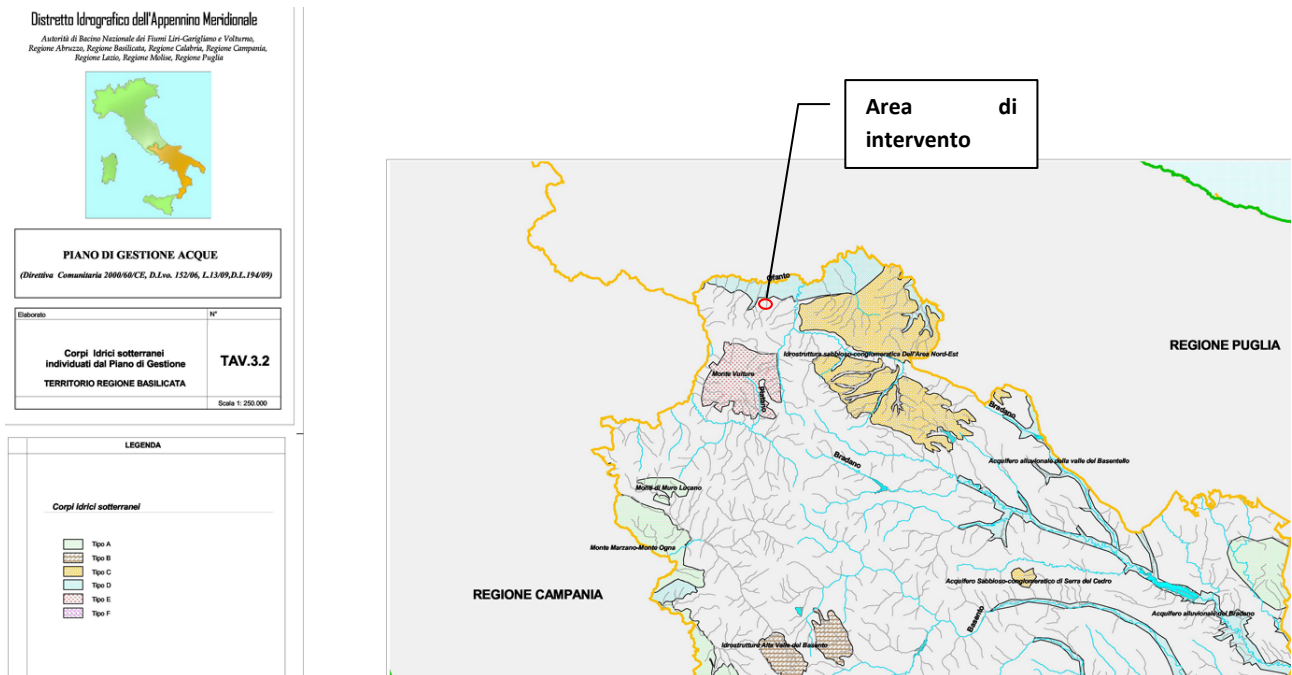 Distretto Idrografico dell'Appennino Meridionale
Autorità di Bacino Nazionale dei Fiumi Liri-Garigliano e Volturno,
Regione Abruzzo, Regione Basilicata, Regione Calabria, Regione Campania,
Regione Lazio, Regione Molise, Regione Puglia
PIANO DI GESTIONE ACQUE
(Direttiva Comunitaria 2000/60/CE, D.Lvo. 152/06, L.13/09,D.L.194/09)
Elaborato
N°
Corpi Idrici sotterranei
individuati dal Piano di Gestione
TERRITORIO REGIONE BASILICATA
TAV.3.2
Scala 1: 250.000
LEGENDA
Corpi idrici sotterranei
Tipo A
Tipo B
Tipo C
Tipo D
Tipo E
Tipo F
Area di
intervento
Ofanto
REGIONE PUGLIA
Idrostruttura sabbioso-conglomeratica Dell'Area Nord-Est
Monte Vulture
Bradano
Bradano
Acquifero alluvionale della valle del Basentello
Monti di Muro Lucano
Monte Marzano-Monte Ogna
Acquifero Sabbioso-conglomeratico di Serra del Cedro
REGIONE CAMPANIA
Basento
Acquifero alluvionale del Bradano
Idrostruttura Alta Valle del Basento